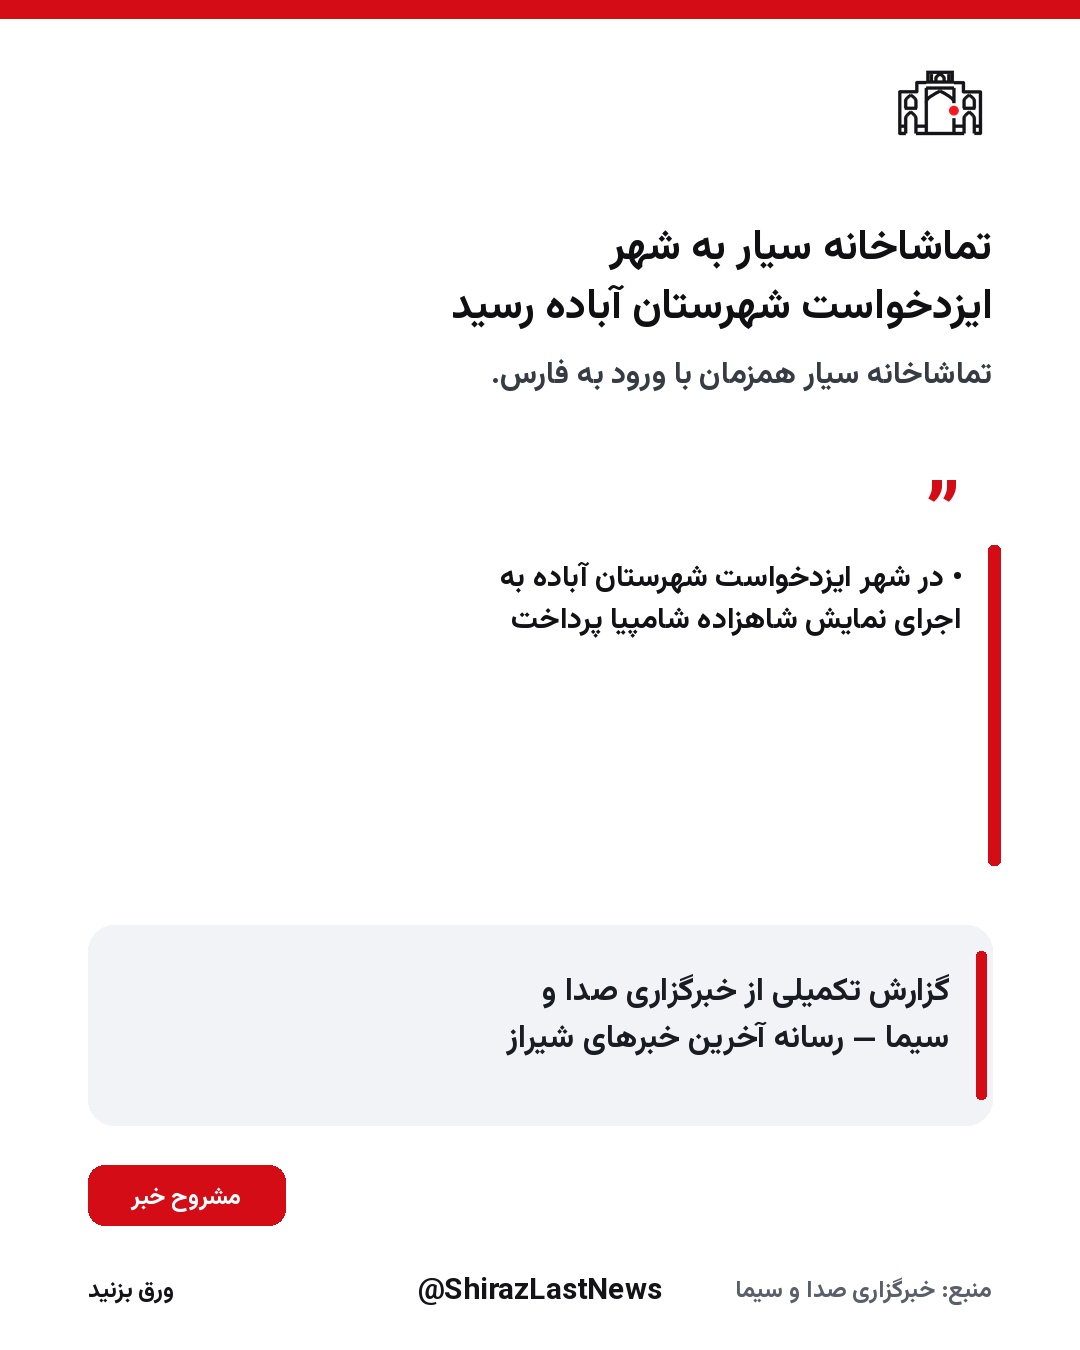 تماشاخانه سیار به شهر
ایزدخواست شهرستان آباده رسید
تماشاخانه سیار همزمان با ورود به فارس.
”
• در شهر ایزدخواست شهرستان آباده به
اجرای نمایش شاهزاده شامپیا پرداخت
گزارش تکمیلی از خبرگزاری صدا و
سیما – رسانه آخرین خبرهای شیراز
مشروح خبر
منبع: خبرگزاری صدا و سیما
@ShirazLastNews
ورق بزنید